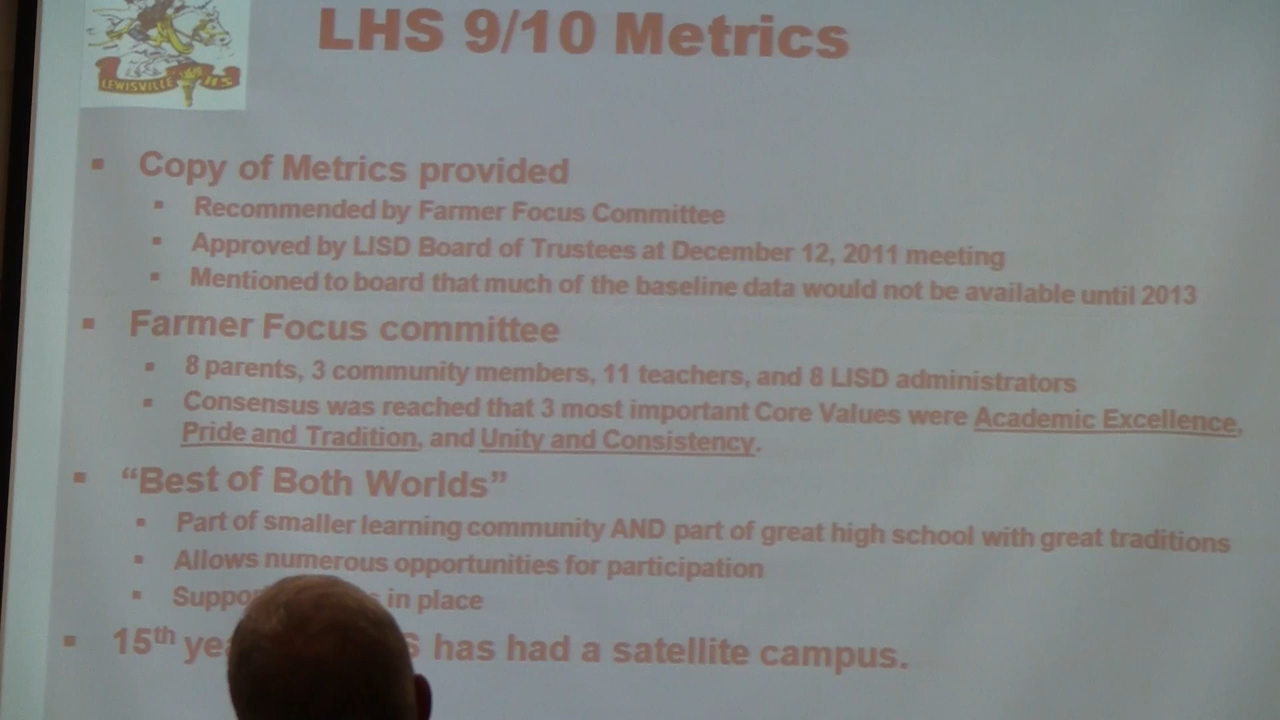 LEWISVILLE HS
LHS 9/10 Metrics
▪ Copy of Metrics provided
▪ Recommended by Farmer Focus Committee
▪ Approved by LISD Board of Trustees at December 12, 2011 meeting
▪ Mentioned to board that much of the baseline data would not be available until 2013
▪ Farmer Focus committee
▪ 8 parents, 3 community members, 11 teachers, and 8 LISD administrators
▪ Consensus was reached that 3 most important Core Values were Academic Excellence,
Pride and Tradition, and Unity and Consistency.
▪ “Best of Both Worlds”
▪ Part of smaller learning community AND part of great high school with great traditions
▪ Allows numerous opportunities for participation
▪ in place
▪ 15th has had a satellite campus.